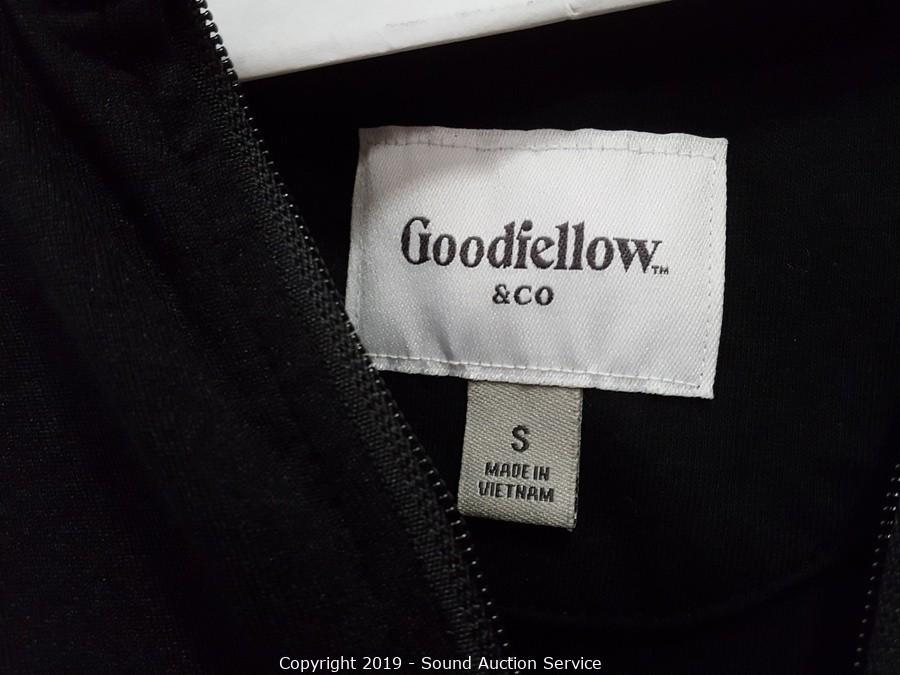 Goodfellow™
&CO
S
MADE IN
VIETNAM
Copyright 2019 - Sound Auction Service